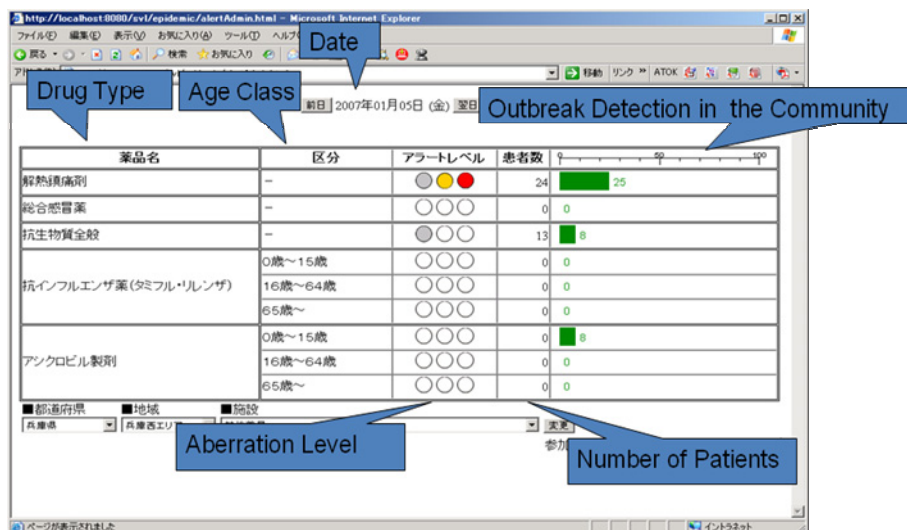 http://localhost:8080/svl/epidemic/alertAdmin.html - Microsoft Internet Explorer
ファイル(F) 編集(E) 表示(V) お気に入り(A) ツール(T)
戻る 検索 お気に入り
移動 リンク » ATOK
Date
Drug Type
Age Class
前日 2007年01月05日 (金) 翌日
Outbreak Detection in the Community
薬品名 区分 アラートレベル 患者数 0 50 100
解熱鎮痛剤 - 24 25
総合感冒薬 - 0 0
抗生物質全般 - 13 8
抗インフルエンザ薬(タミフル・リレンザ) 0歳～15歳 0 0
16歳～64歳 0 0
65歳～ 0 0
アシクロビル製剤 0歳～15歳 0 8
16歳～64歳 0 0
65歳～ 0 0
■都道府県 ■地域 ■施設
兵庫県 兵庫西エリア 変更
Aberration Level
Number of Patients
ページが表示されました イントラネット